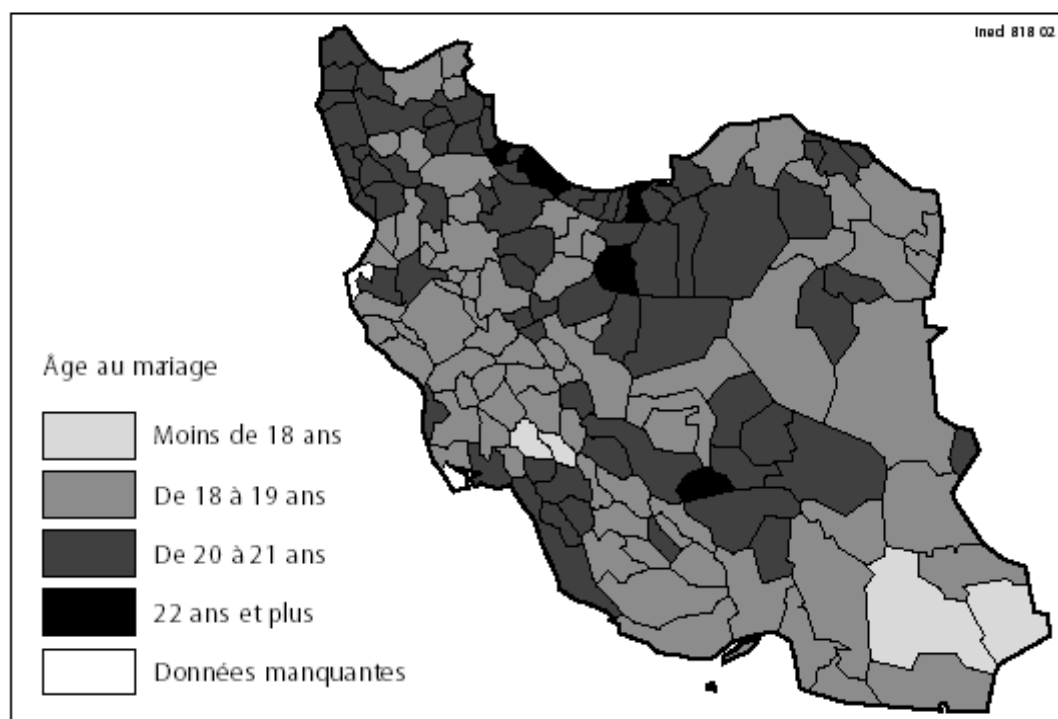 Ined 818 02
Âge au mariage
Moins de 18 ans
De 18 à 19 ans
De 20 à 21 ans
22 ans et plus
Données manquantes